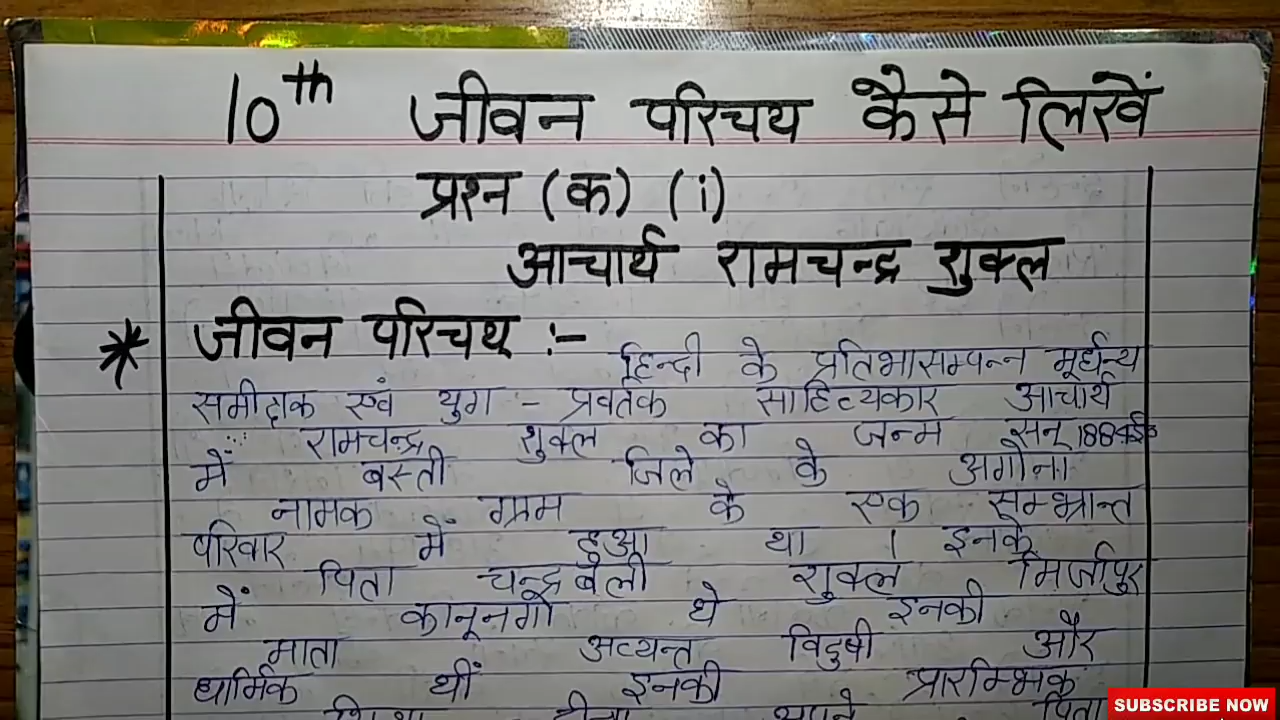 10th जीवन परिचय कैसे लिखें
प्रश्न (क) (i)
आचार्य रामचन्द्र शुक्ल
* जीवन परिचय :-
हिन्दी के प्रतिभासम्पन्न मूर्धन्य
समीक्षक एवं युग - प्रवर्तक साहित्यकार आचार्य
रामचन्द्र शुक्ल का जन्म सन् 1884ई०
में बस्ती जिले के अगोना
नामक ग्राम के एक सम्भ्रान्त
परिवार में हुआ था । इनके
पिता चन्द्रबली शुक्ल मिर्जापुर
में कानूनगो थे इनकी
माता अत्यन्त विदुषी और
धार्मिक थीं इनकी प्रारम्भिक
अपने पिता
SUBSCRIBE NOW